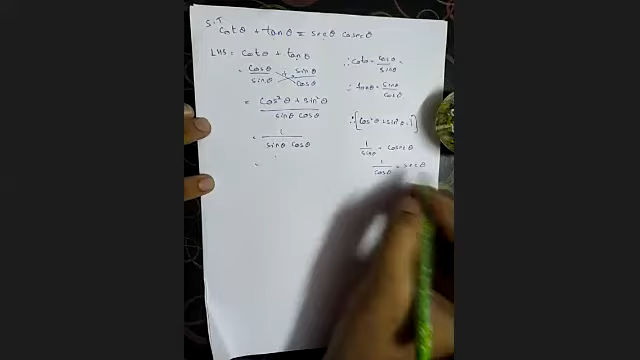 S.T
cotθ + tanθ = secθ cosecθ
LHS = cotθ + tanθ
= cosθ/sinθ + sinθ/cosθ
= cos²θ + sin²θ / sinθ cosθ
= 1 / sinθ cosθ
=
∴ cotθ = cosθ/sinθ
∴ tanθ = sinθ/cosθ
∴ [cos²θ + sin²θ = 1]
1/sinθ = cosecθ
1/cosθ = secθ